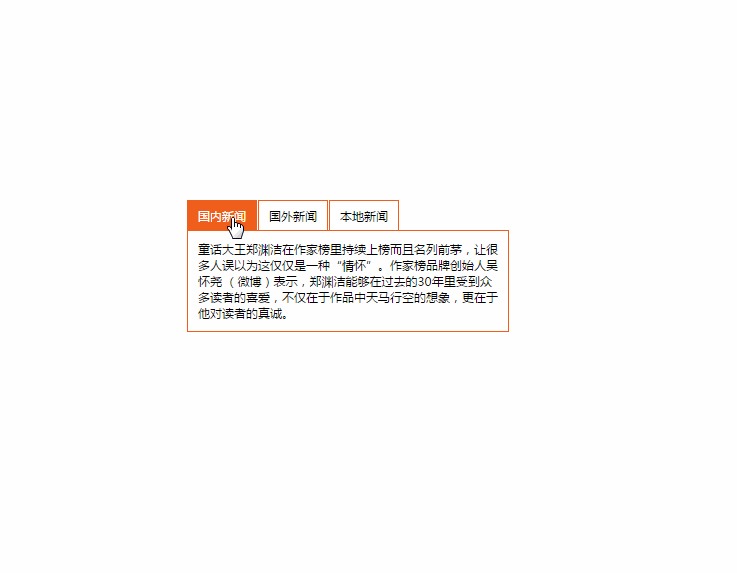 国内新闻 国外新闻 本地新闻
童话大王郑渊洁在作家榜里持续上榜而且名列前茅，让很
多人误以为这仅仅是一种“情怀”。作家榜品牌创始人吴
怀尧（微博）表示，郑渊洁能够在过去的30年里受到众
多读者的喜爱，不仅在于作品中天马行空的想象，更在于
他对读者的真诚。